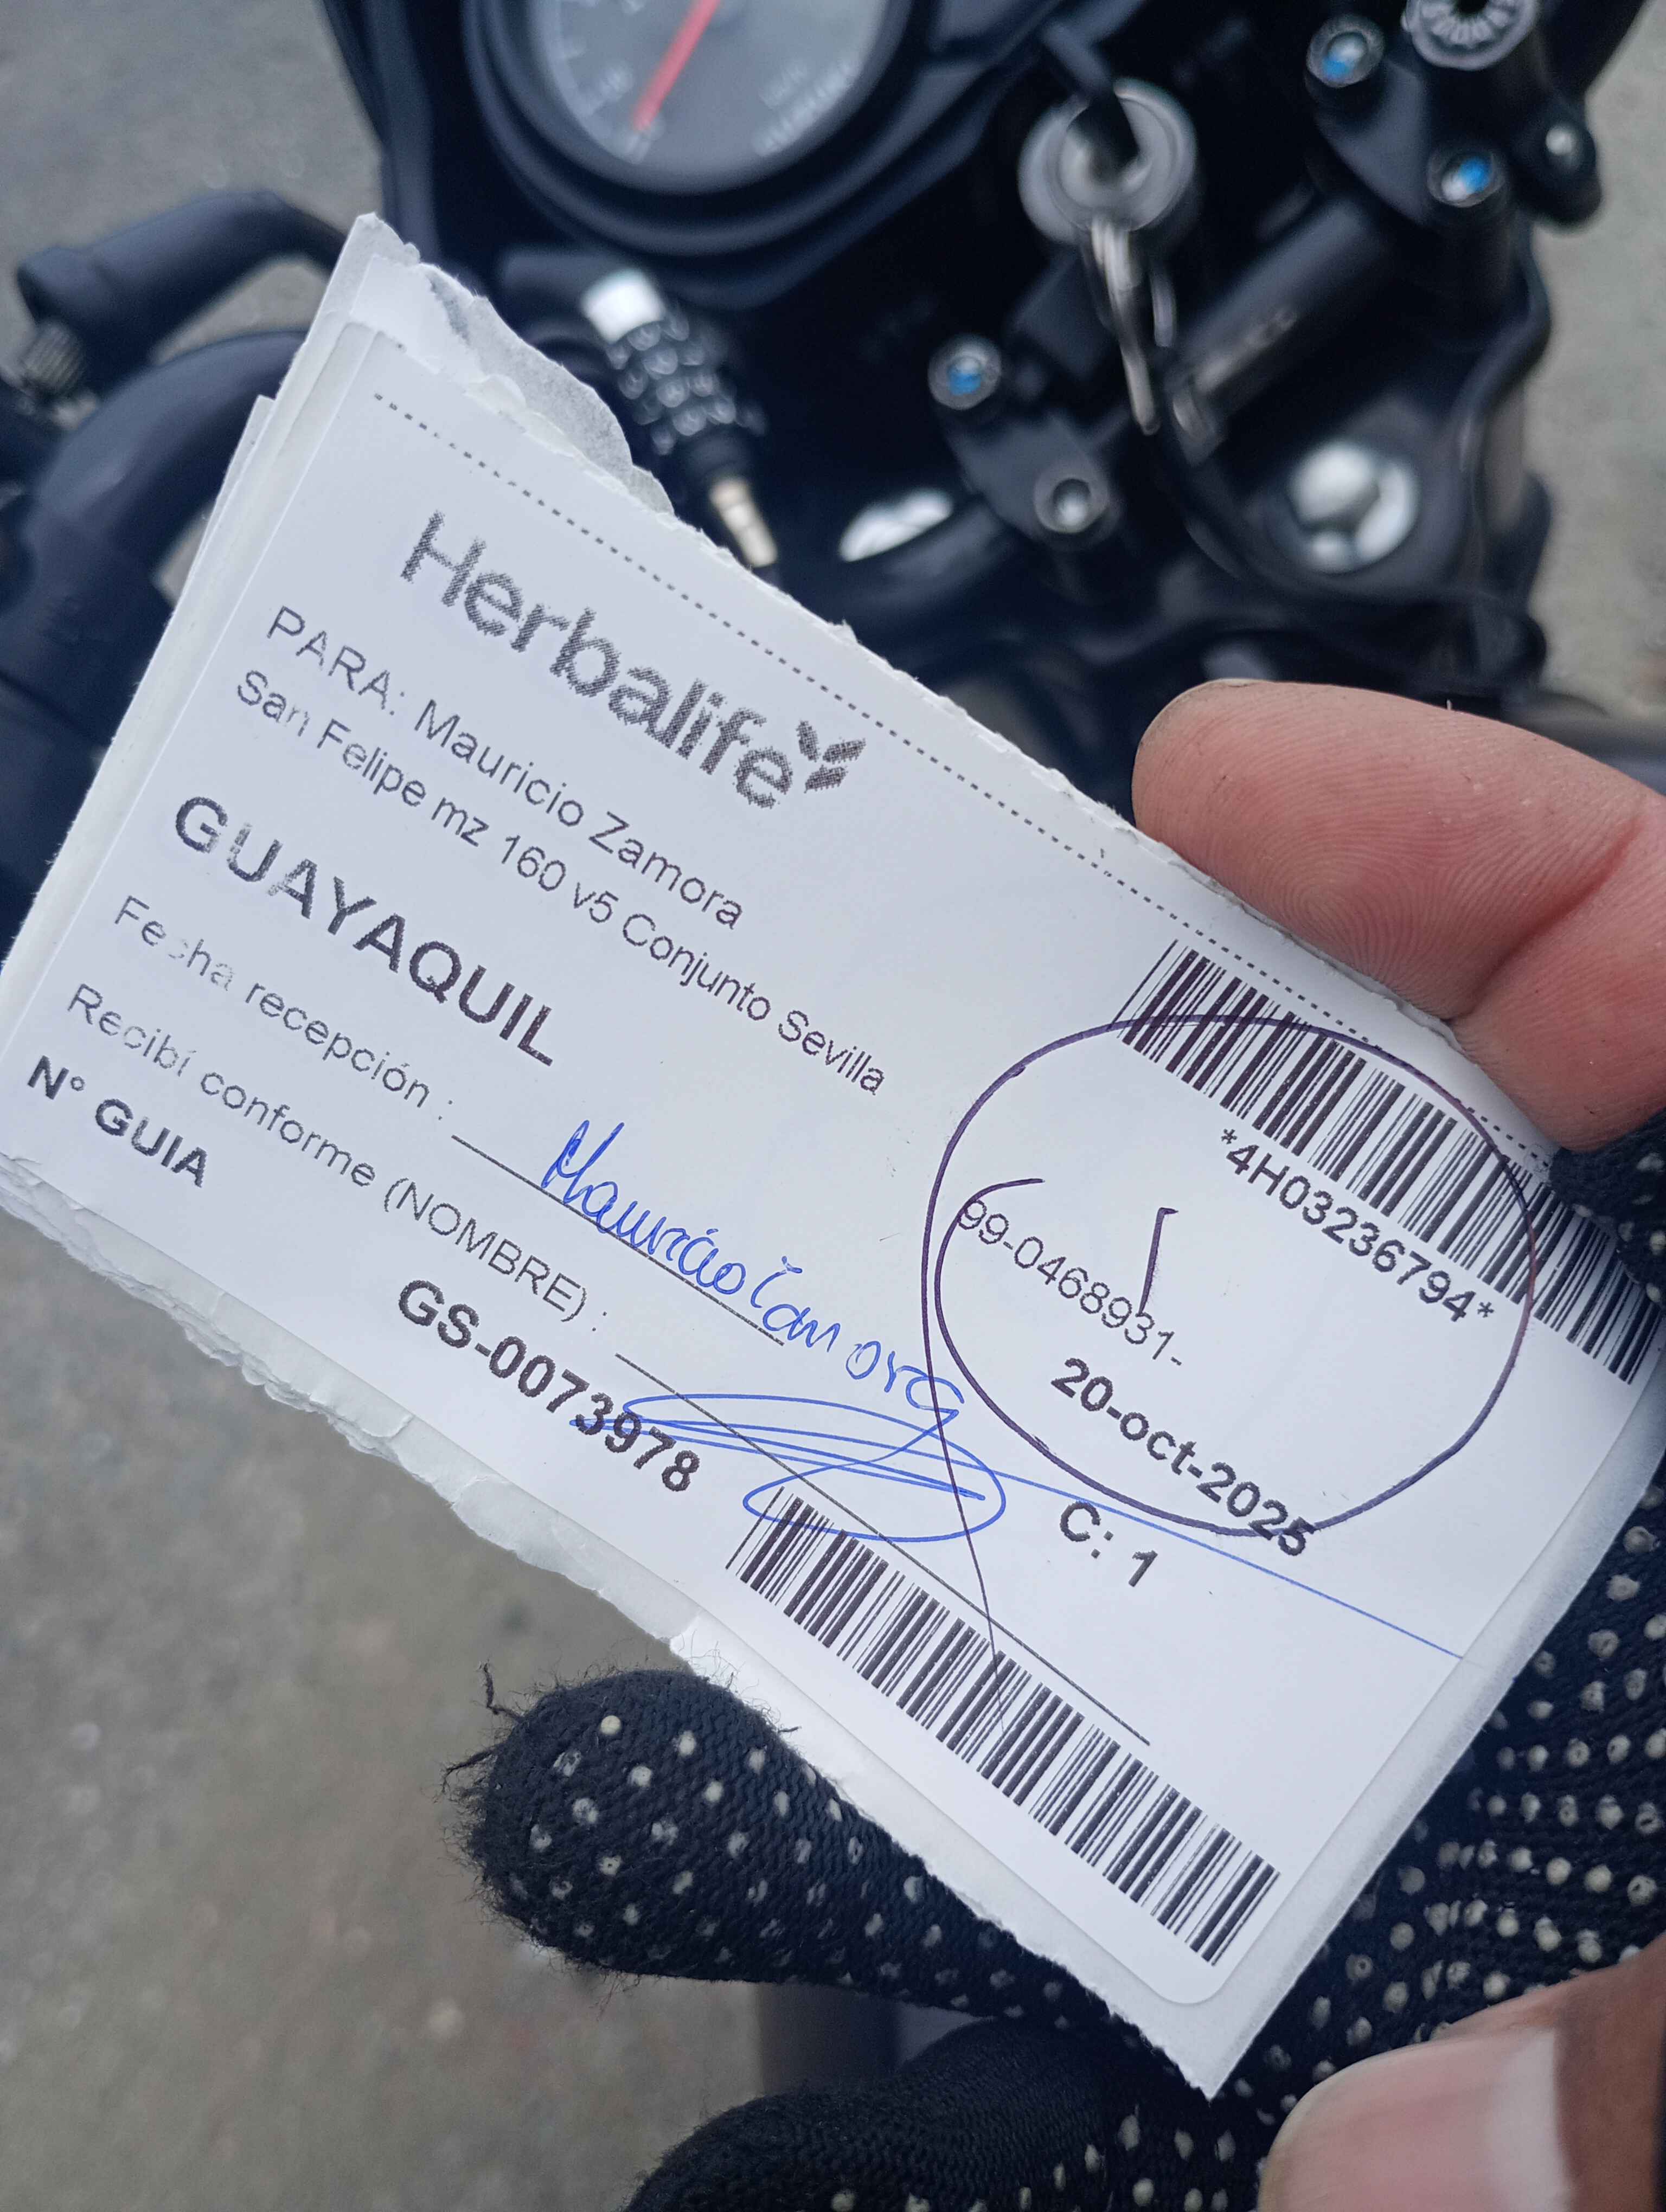 Herbalife
*4H03236794*
PARA: Mauricio Zamora
99-0468931-
San Felipe mz 160 v5 Conjunto Sevilla
20-oct-2025
GUAYAQUIL
C: 1
Fecha recepción :
Mauricio Zamora
Recibí conforme (NOMBRE) :
N° GUIA
GS-0073978